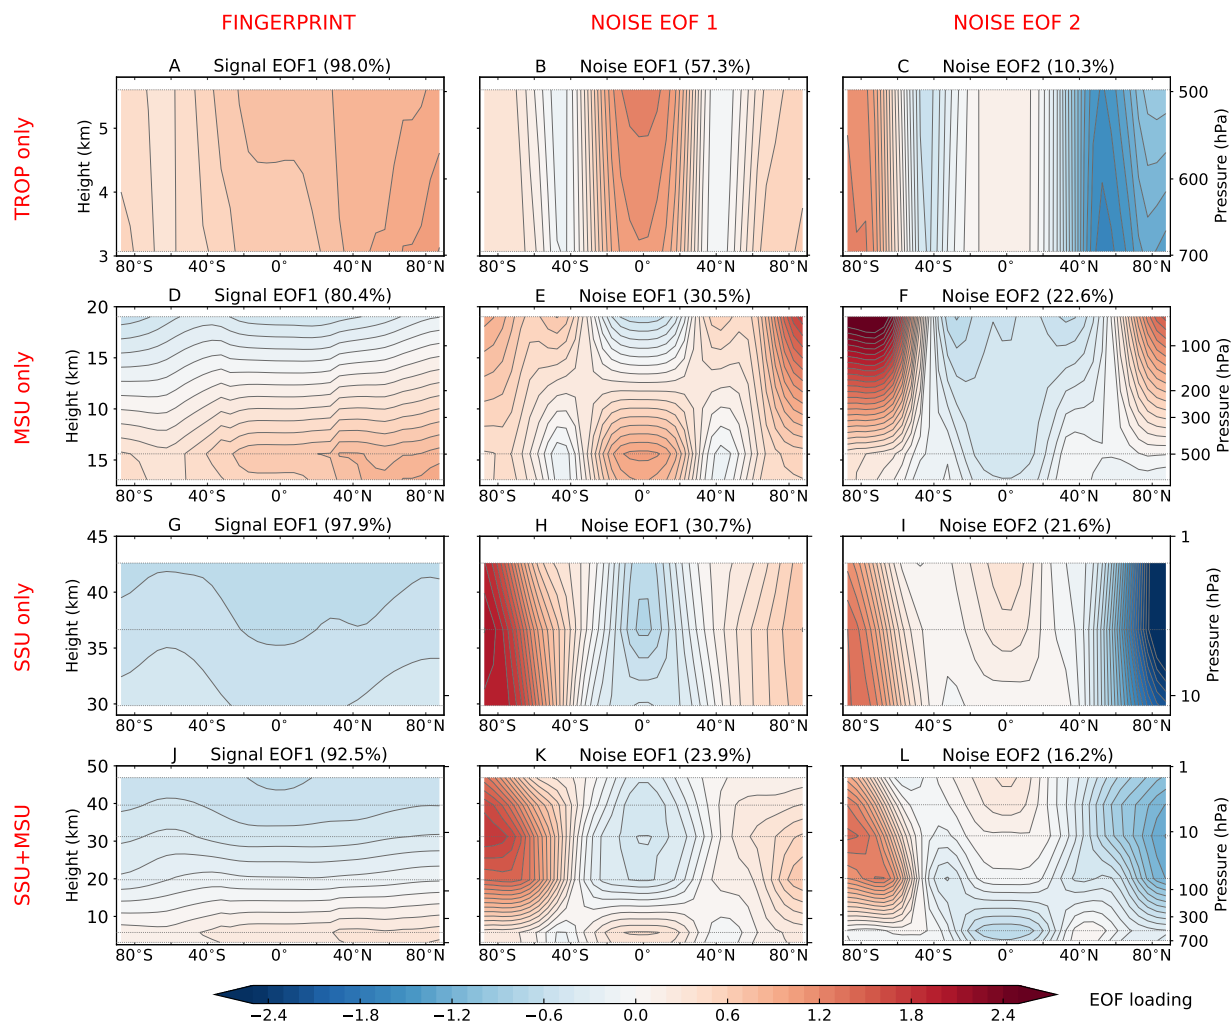 FINGERPRINT NOISE EOF 1 NOISE EOF 2
A Signal EOF1 (98.0%) B Noise EOF1 (57.3%) C Noise EOF2 (10.3%)
TROP only
Height (km)
5
4
3
500
600
700
Pressure (hPa)
80°S 40°S 0° 40°N 80°N 80°S 40°S 0° 40°N 80°N 80°S 40°S 0° 40°N 80°N
D Signal EOF1 (80.4%) E Noise EOF1 (30.5%) F Noise EOF2 (22.6%)
MSU only
Height (km)
20
15
10
15
100
200
300
500
Pressure (hPa)
80°S 40°S 0° 40°N 80°N 80°S 40°S 0° 40°N 80°N 80°S 40°S 0° 40°N 80°N
G Signal EOF1 (97.9%) H Noise EOF1 (30.7%) I Noise EOF2 (21.6%)
SSU only
Height (km)
45
40
35
30
1
10
Pressure (hPa)
80°S 40°S 0° 40°N 80°N 80°S 40°S 0° 40°N 80°N 80°S 40°S 0° 40°N 80°N
J Signal EOF1 (92.5%) K Noise EOF1 (23.9%) L Noise EOF2 (16.2%)
SSU+MSU
Height (km)
50
40
30
20
10
1
10
100
300
700
Pressure (hPa)
80°S 40°S 0° 40°N 80°N 80°S 40°S 0° 40°N 80°N 80°S 40°S 0° 40°N 80°N
−2.4 −1.8 −1.2 −0.6 0.0 0.6 1.2 1.8 2.4
EOF loading